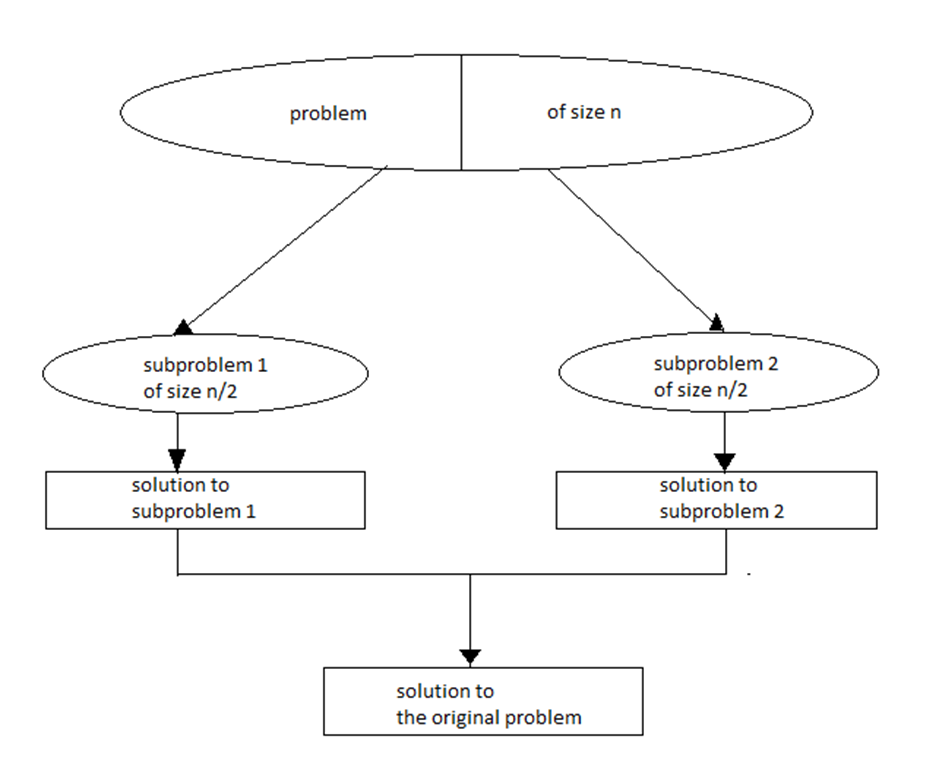 problem of size n
subproblem 1
of size n/2
subproblem 2
of size n/2
solution to
subproblem 1
solution to
subproblem 2
solution to
the original problem